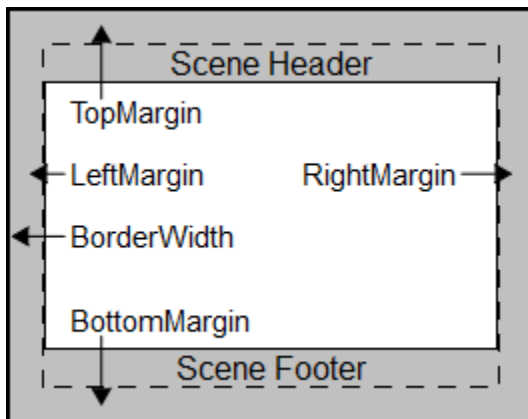 Scene Header
TopMargin
LeftMargin RightMargin
BorderWidth
BottomMargin
Scene Footer